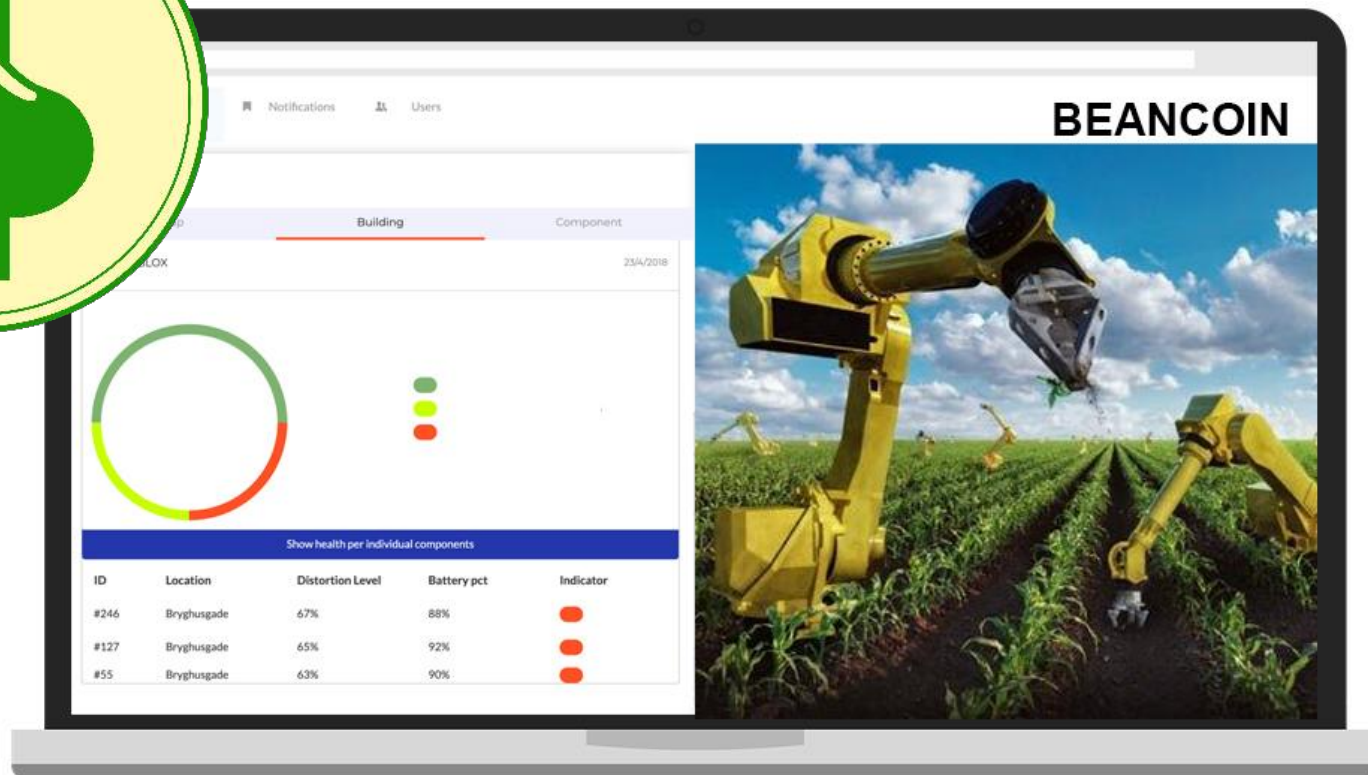 Notifications Users
BEANCOIN
Building Component
23/4/2018
Show health per individual components
ID Location Distortion Level Battery pct Indicator
#246 Bryghusgade 67% 88%
#127 Bryghusgade 65% 92%
#55 Bryghusgade 63% 90%